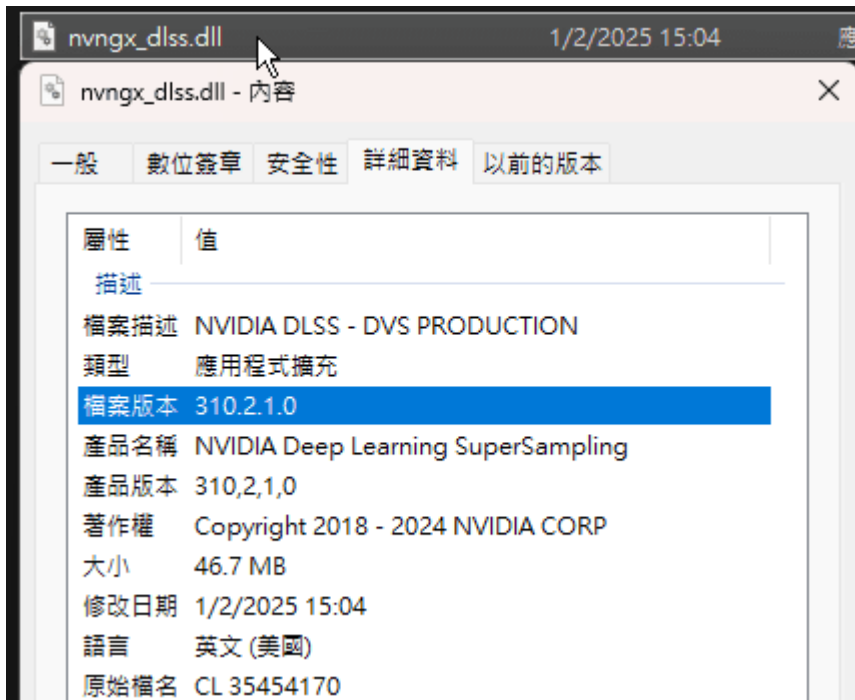 nvngx_dlss.dll 1/2/2025 15:04 應
nvngx_dlss.dll - 內容
一般 數位簽章 安全性 詳細資料 以前的版本
屬性 值
描述
檔案描述 NVIDIA DLSS - DVS PRODUCTION
類型 應用程式擴充
檔案版本 310.2.1.0
產品名稱 NVIDIA Deep Learning SuperSampling
產品版本 310,2,1,0
著作權 Copyright 2018 - 2024 NVIDIA CORP
大小 46.7 MB
修改日期 1/2/2025 15:04
語言 英文 (美國)
原始檔名 CL 35454170